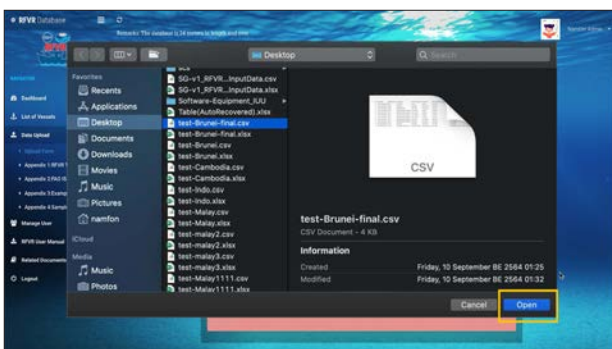 RFVR Database
Remarks: The database is 24 meters in length and over
Desktop
Search
Favorites
Recents
Applications
Desktop
Documents
Downloads
Movies
Music
Pictures
namfon
iCloud
Media
Music
Photos
SG-v1_RFVR...InputData.csv
SG-v1_RFVR...InputData.xlsx
Software-Equipment_IUU
Table(AutoRecovered).xlsx
test-Brunei-final.csv
test-Brunei-final.xlsx
test-Brunei.csv
test-Brunei.xlsx
test-Cambodia.csv
test-Cambodia.xlsx
test-Indo.csv
test-Indo.xlsx
test-Malay.csv
test-Malay.xlsx
test-malay2.csv
test-malay2.xlsx
test-malay3.csv
test-malay3.xlsx
test-Malay1111.csv
test-Malay1111.xlsx
CSV
test-Brunei-final.csv
CSV Document - 4 KB
Information
Created Friday, 10 September BE 2564 01:25
Modified Friday, 10 September BE 2564 01:32
Cancel
Open
Dashboard
List of Vessels
Data Upload
Upload Form
Appendix 1:RFVR
Appendix 2:FAO
Appendix 3:
Appendix 4:
Manage User
RFVR User Manual
Related Documents
Logout